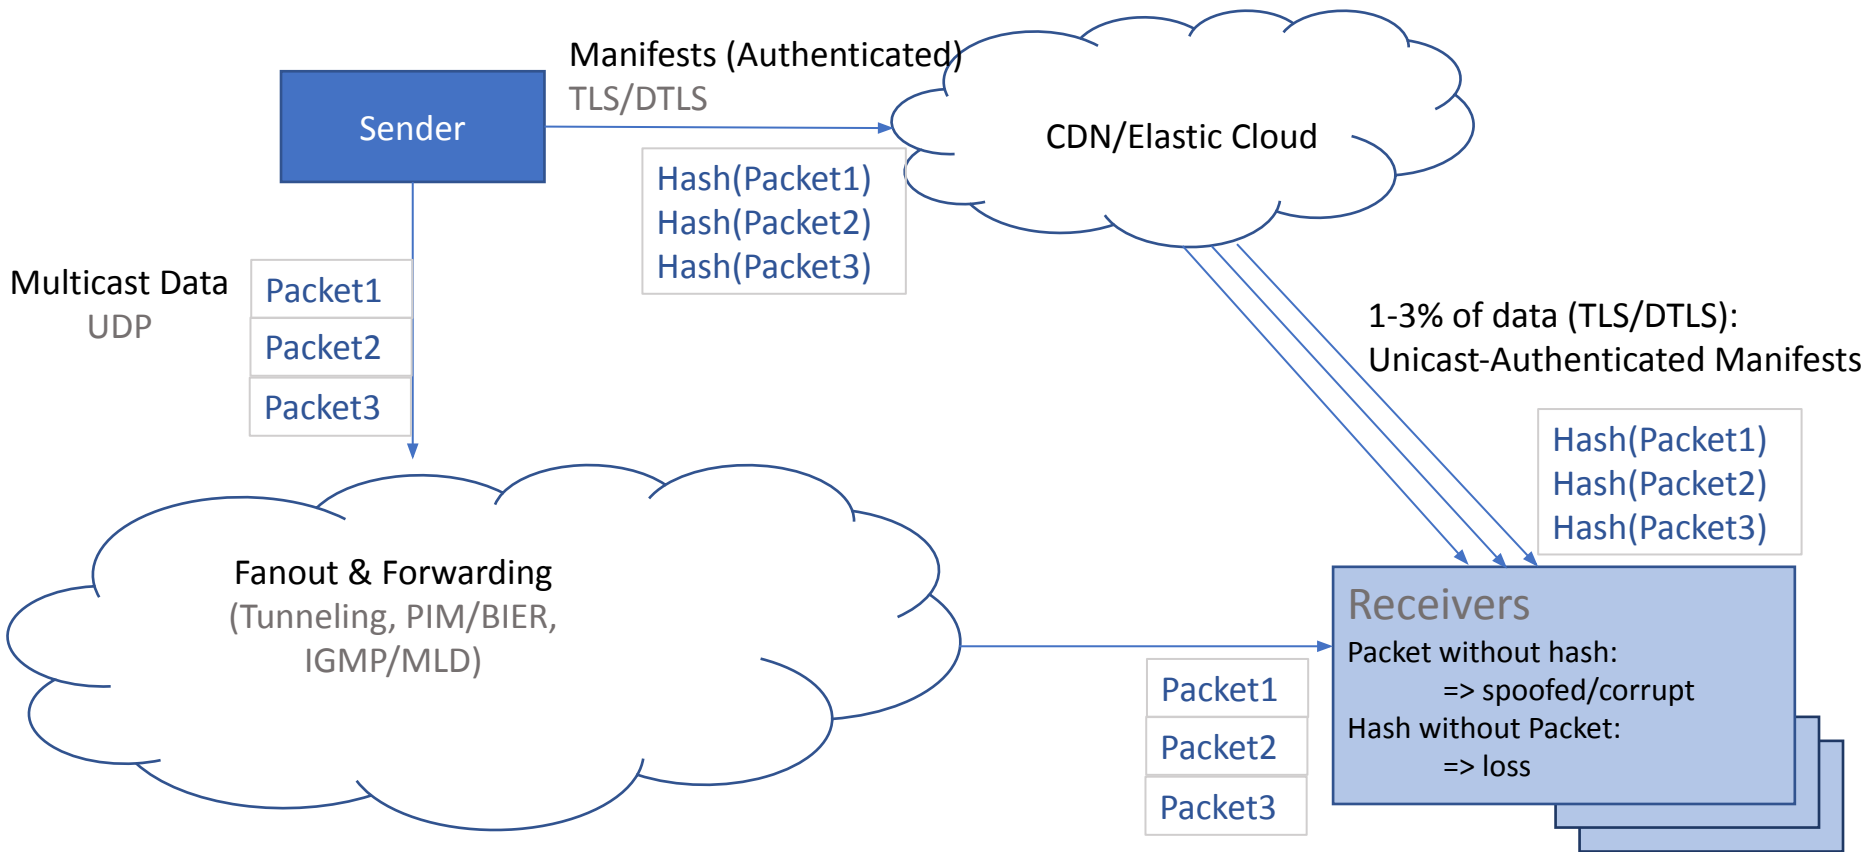 Manifests (Authenticated)
TLS/DTLS
Sender
CDN/Elastic Cloud
Hash(Packet1)
Hash(Packet2)
Hash(Packet3)
Multicast Data
UDP
Packet1
Packet2
Packet3
1-3% of data (TLS/DTLS):
Unicast-Authenticated Manifests
Hash(Packet1)
Hash(Packet2)
Hash(Packet3)
Fanout & Forwarding
(Tunneling, PIM/BIER,
IGMP/MLD)
Packet1
Packet2
Packet3
Receivers
Packet without hash:
=> spoofed/corrupt
Hash without Packet:
=> loss